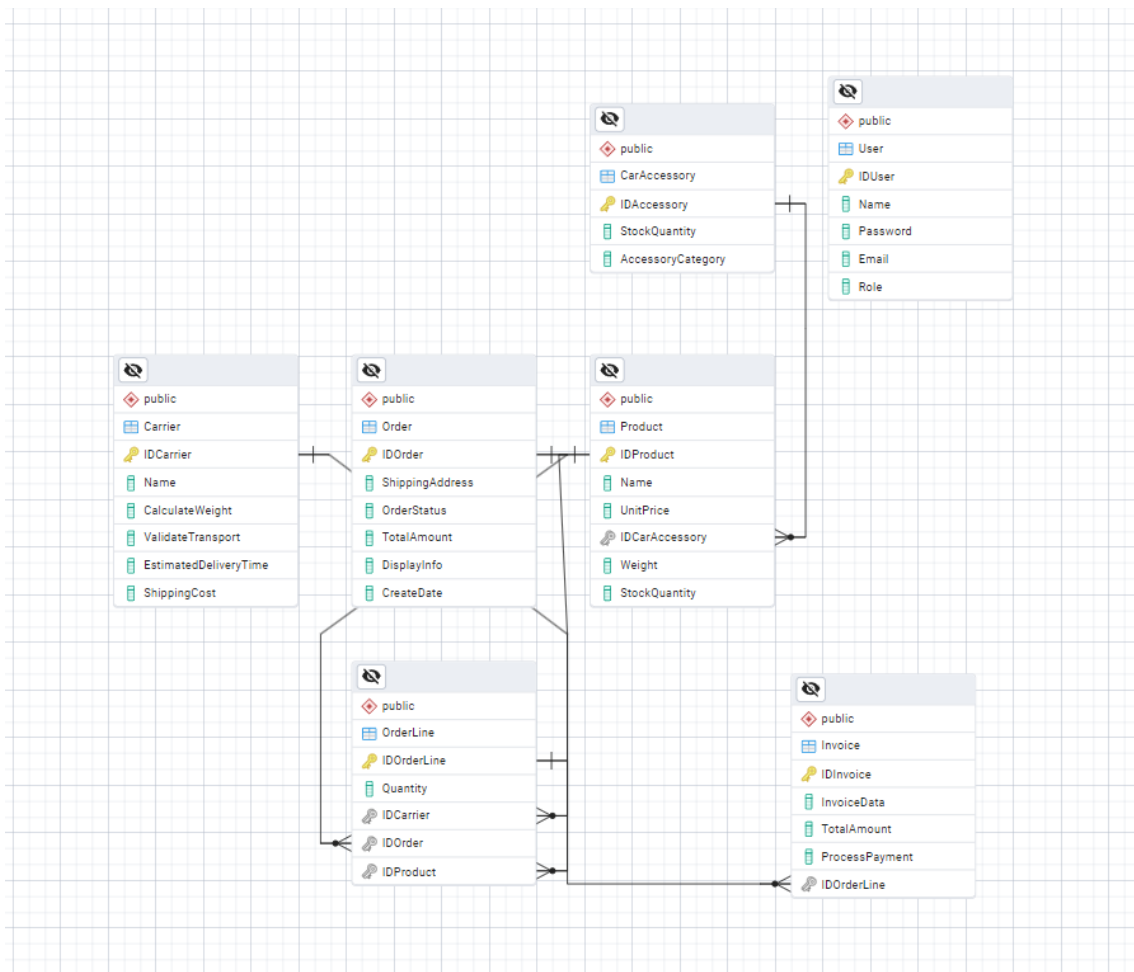 public
CarAccessory
IDAccessory
StockQuantity
AccessoryCategory
public
User
IDUser
Name
Password
Email
Role
public
Carrier
IDCarrier
Name
CalculateWeight
ValidateTransport
EstimatedDeliveryTime
ShippingCost
public
Order
IDOrder
ShippingAddress
OrderStatus
TotalAmount
DisplayInfo
CreateDate
public
Product
IDProduct
Name
UnitPrice
IDCarAccessory
Weight
StockQuantity
public
OrderLine
IDOrderLine
Quantity
IDCarrier
IDOrder
IDProduct
public
Invoice
IDInvoice
InvoiceData
TotalAmount
ProcessPayment
IDOrderLine